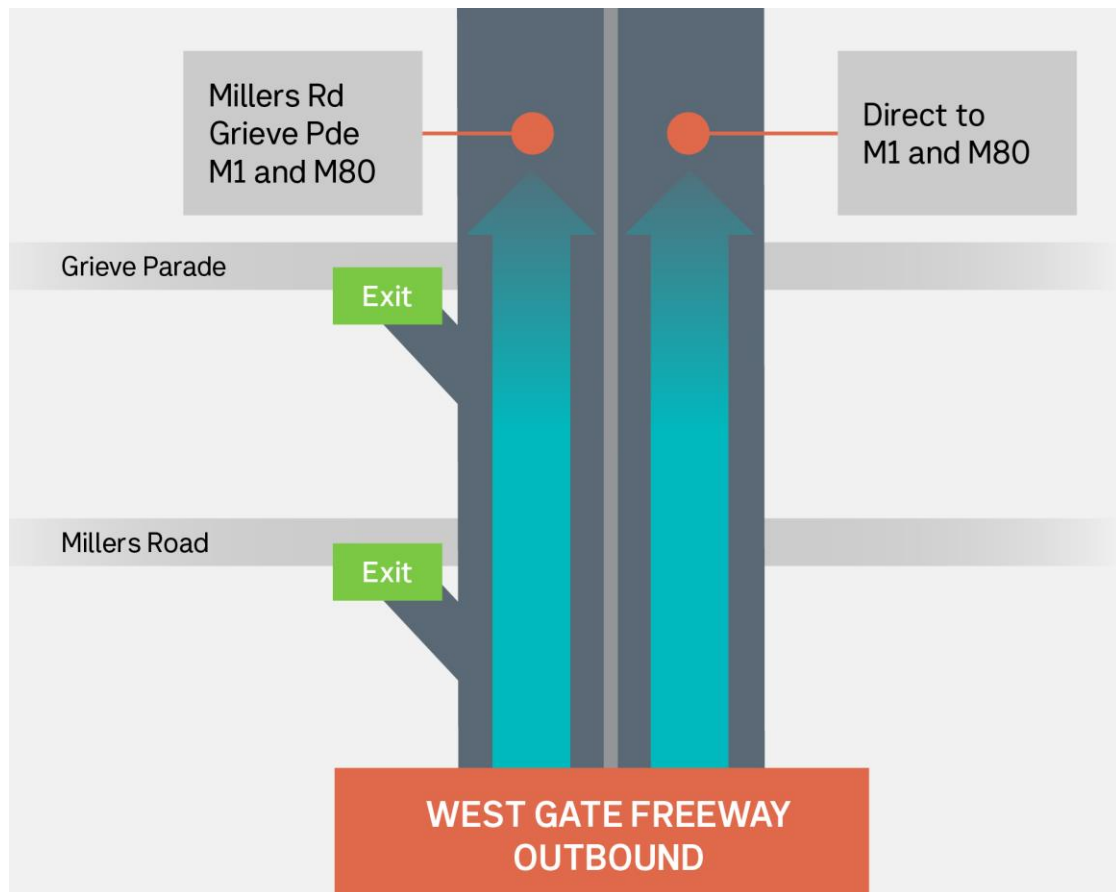 Millers Rd
Grieve Pde
M1 and M80
Direct to
M1 and M80
Grieve Parade
Exit
Millers Road
Exit
WEST GATE FREEWAY
OUTBOUND